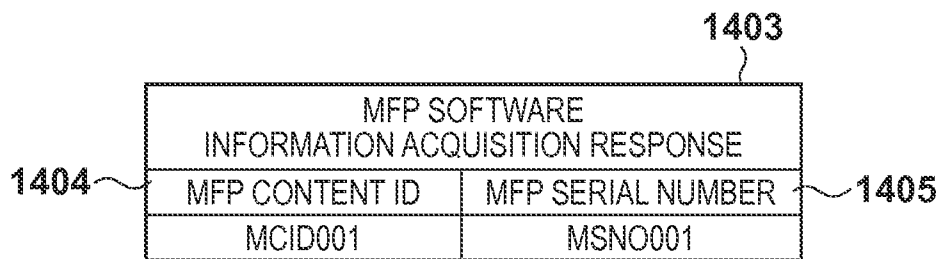 1403
MFP SOFTWARE
INFORMATION ACQUISITION RESPONSE
1404 MFP CONTENT ID MFP SERIAL NUMBER 1405
MCID001 MSNO001